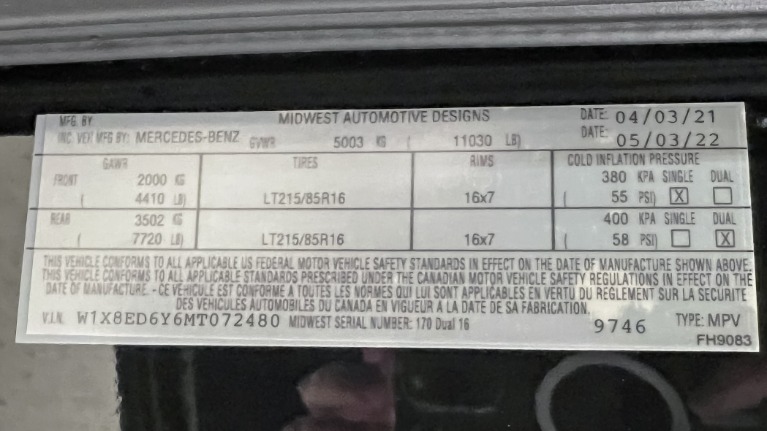 MFG. BY: MIDWEST AUTOMOTIVE DESIGNS DATE: 04/03/21
INC. VEH MFG BY: MERCEDES-BENZ GVWR 5003 KG ( 11030 LB) DATE: 05/03/22
GAWR TIRES RIMS COLD INFLATION PRESSURE
FRONT 2000 KG 380 KPA SINGLE DUAL
( 4410 LB) LT215/85R16 16x7 ( 55 PSI) X
REAR 3502 KG 400 KPA SINGLE DUAL
( 7720 LB) LT215/85R16 16x7 ( 58 PSI) X
THIS VEHICLE CONFORMS TO ALL APPLICABLE US FEDERAL MOTOR VEHICLE SAFETY STANDARDS IN EFFECT ON THE DATE OF MANUFACTURE SHOWN ABOVE.
THIS VEHICLE CONFORMS TO ALL APPLICABLE STANDARDS PRESCRIBED UNDER THE CANADIAN MOTOR VEHICLE SAFETY REGULATIONS IN EFFECT ON THE
DATE OF MANUFACTURE. - CE VÉHICULE EST CONFORME A TOUTES LES NORMES QUI LUI SONT APPLICABLES EN VERTU DU REGLEMENT SUR LA SECURITE
DES VEHICULES AUTOMOBILES DU CANADA EN VIGUEUR A LA DATE DE SA FABRICATION.
V.I.N. W1X8ED6Y6MT072480 MIDWEST SERIAL NUMBER: 170 Dual 16 9746 TYPE: MPV
FH9083